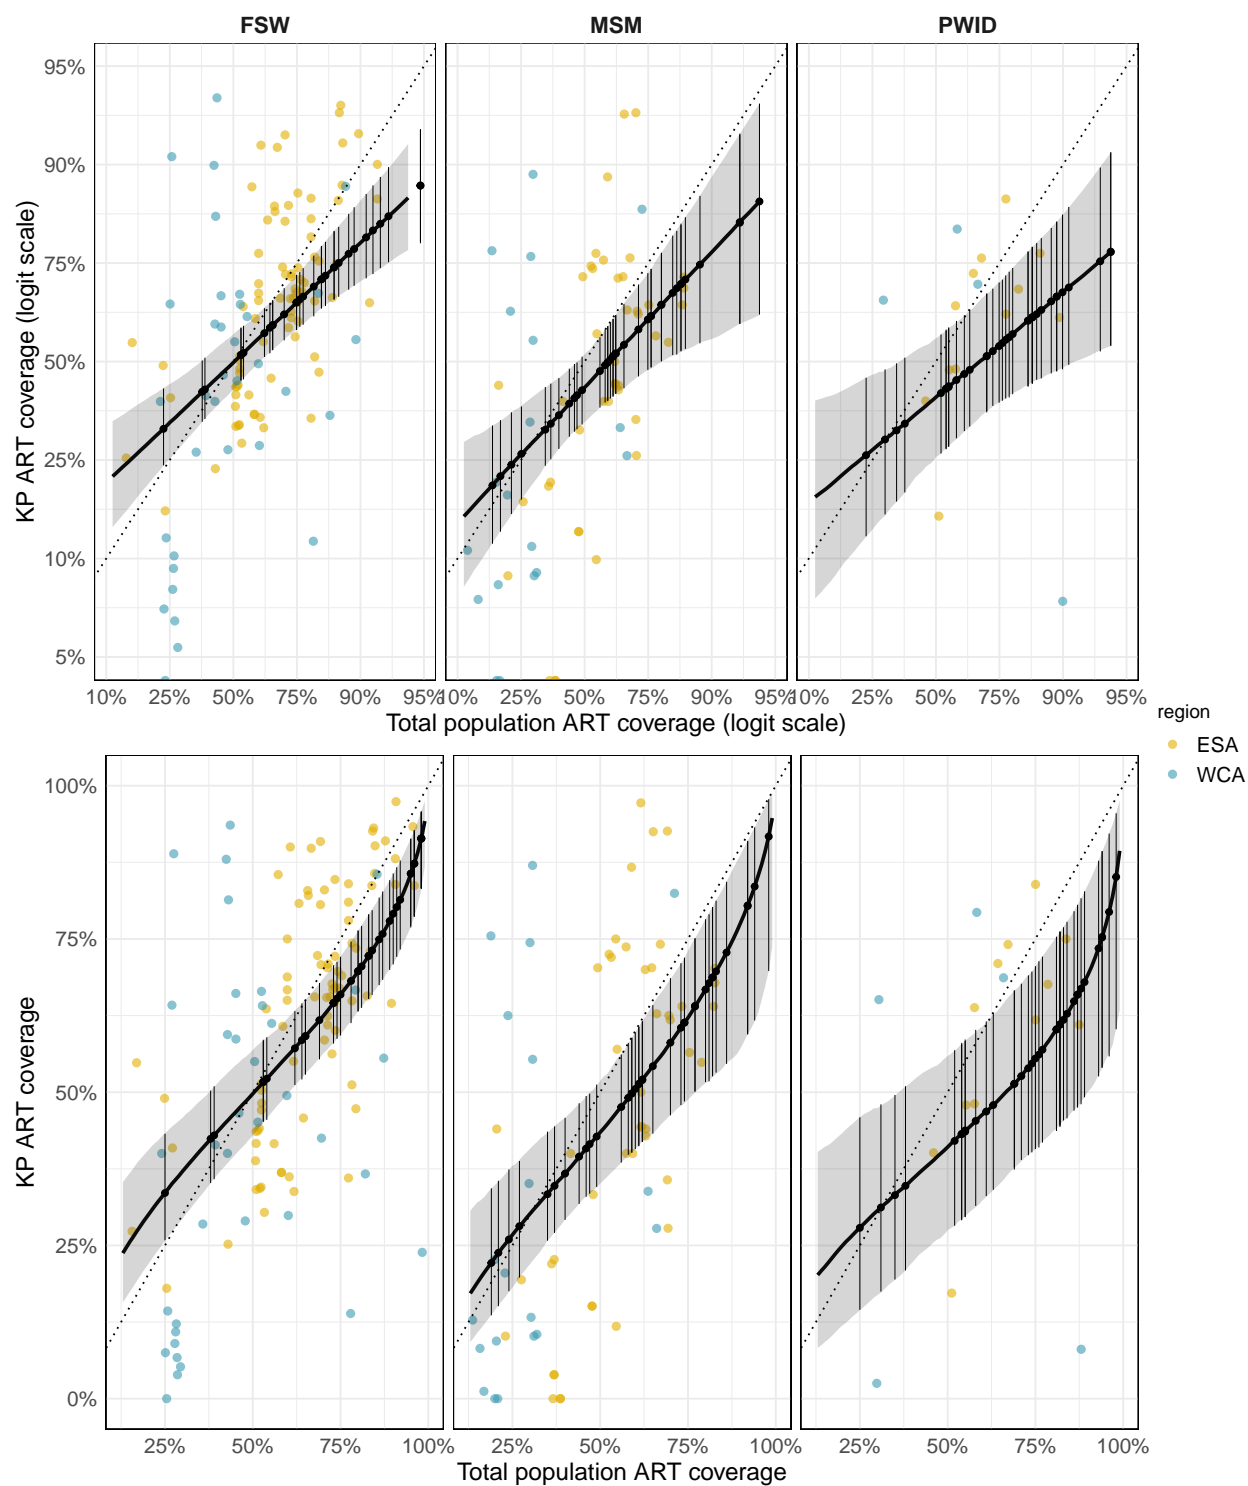 FSW MSM PWID
95%
90%
75%
50%
25%
10%
5%
KP ART coverage (logit scale)
10% 25% 50% 75% 90% 95% 10% 25% 50% 75% 90% 95% 10% 25% 50% 75% 90% 95%
Total population ART coverage (logit scale)
region
ESA
WCA
100%
75%
50%
25%
0%
KP ART coverage
25% 50% 75% 100% 25% 50% 75% 100% 25% 50% 75% 100%
Total population ART coverage